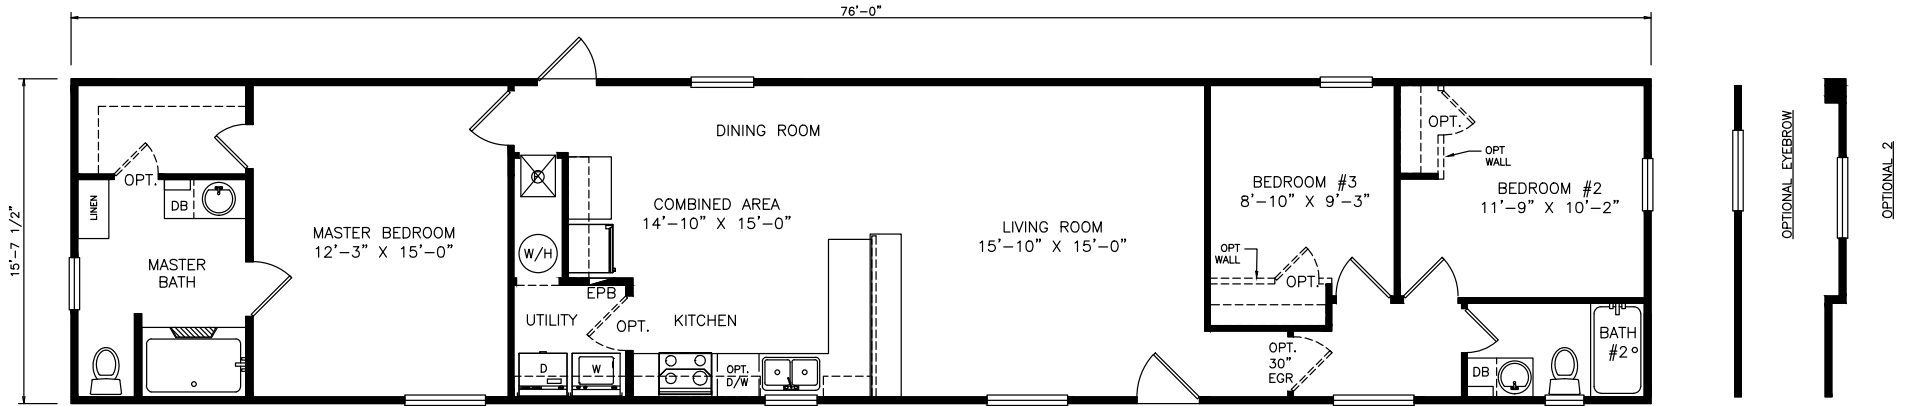 76'-0"
15'-7 1/2"
OPT.
LINEN
DB
MASTER
BATH
MASTER BEDROOM
12'-3" X 15'-0"
F
W/H
EPB
UTILITY
OPT.
D
W
DINING ROOM
COMBINED AREA
14'-10" X 15'-0"
KITCHEN
OPT.
D/W
LIVING ROOM
15'-10" X 15'-0"
BEDROOM #3
8'-10" X 9'-3"
OPT
WALL
OPT.
OPT.
30"
EGR
OPT.
OPT
WALL
BEDROOM #2
11'-9" X 10'-2"
BATH
#2
DB
OPTIONAL EYEBROW
OPTIONAL 2